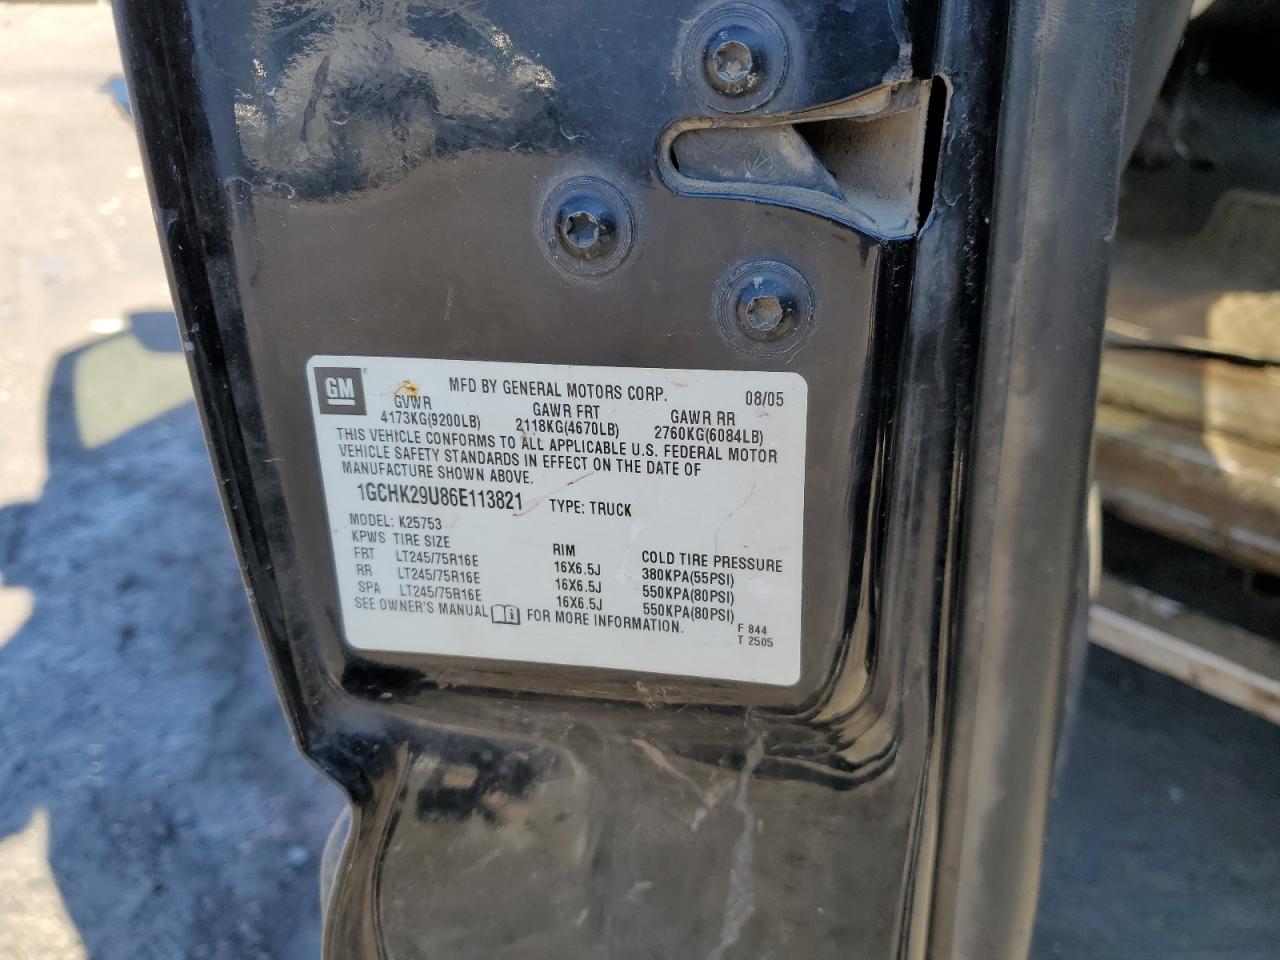 GM
MFD BY GENERAL MOTORS CORP. 08/05
GVWR GAWR FRT GAWR RR
4173KG(9200LB) 2118KG(4670LB) 2760KG(6084LB)
THIS VEHICLE CONFORMS TO ALL APPLICABLE U.S. FEDERAL MOTOR
VEHICLE SAFETY STANDARDS IN EFFECT ON THE DATE OF
MANUFACTURE SHOWN ABOVE.
1GCHK29U86E113821 TYPE: TRUCK
MODEL: K25753
KPWS TIRE SIZE RIM COLD TIRE PRESSURE
FRT LT245/75R16E 16X6.5J 380KPA(55PSI)
RR LT245/75R16E 16X6.5J 550KPA(80PSI)
SPA LT245/75R16E 16X6.5J 550KPA(80PSI)
SEE OWNER'S MANUAL FOR MORE INFORMATION.
F 844
T 2505